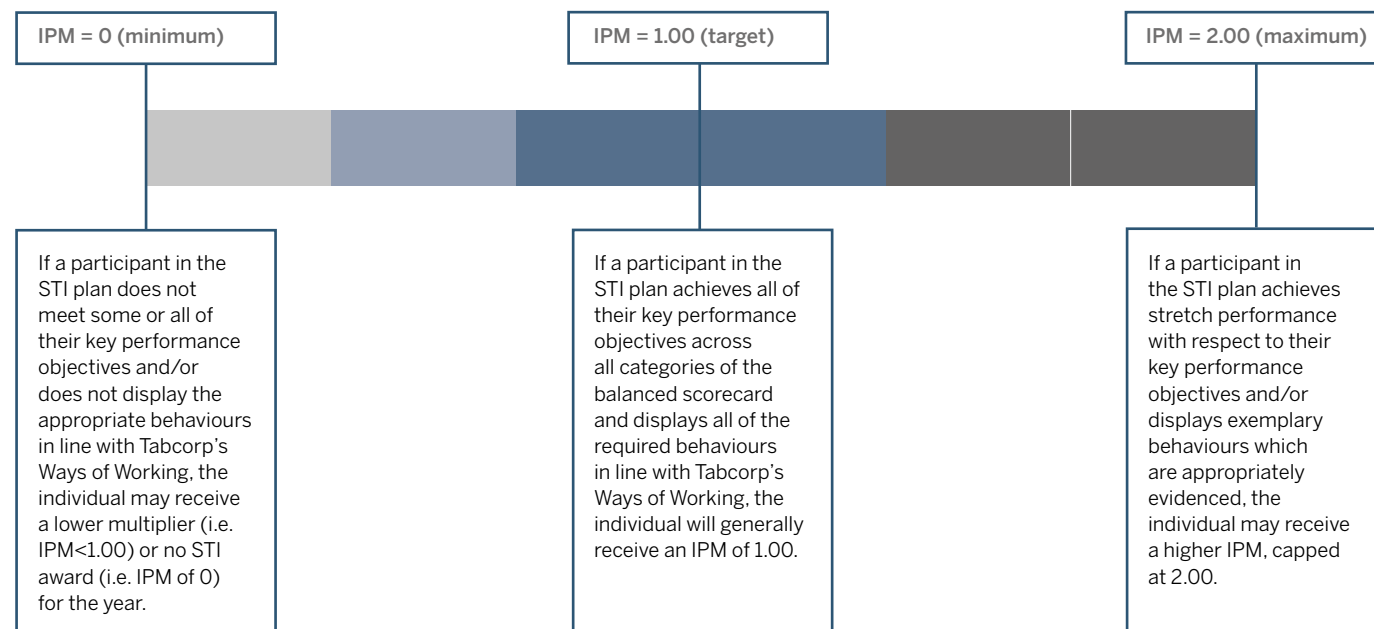 IPM = 0 (minimum)
IPM = 1.00 (target)
IPM = 2.00 (maximum)
If a participant in the
STI plan does not
meet some or all of
their key performance
objectives and/or
does not display the
appropriate behaviours
in line with Tabcorp's
Ways of Working, the
individual may receive
a lower multiplier (i.e.
IPM<1.00) or no STI
award (i.e. IPM of 0)
for the year.
If a participant in the
STI plan achieves all of
their key performance
objectives across
all categories of the
balanced scorecard
and displays all of the
required behaviours
in line with Tabcorp's
Ways of Working, the
individual will generally
receive an IPM of 1.00.
If a participant in
the STI plan achieves
stretch performance
with respect to their
key performance
objectives and/or
displays exemplary
behaviours which
are appropriately
evidenced, the
individual may receive
a higher IPM, capped
at 2.00.